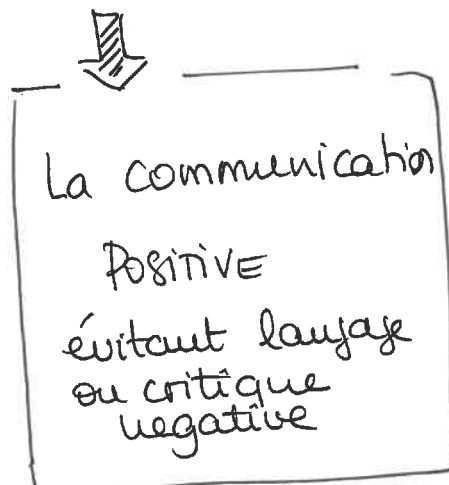 La communication
POSITIVE
évitant langage
ou critique
negative